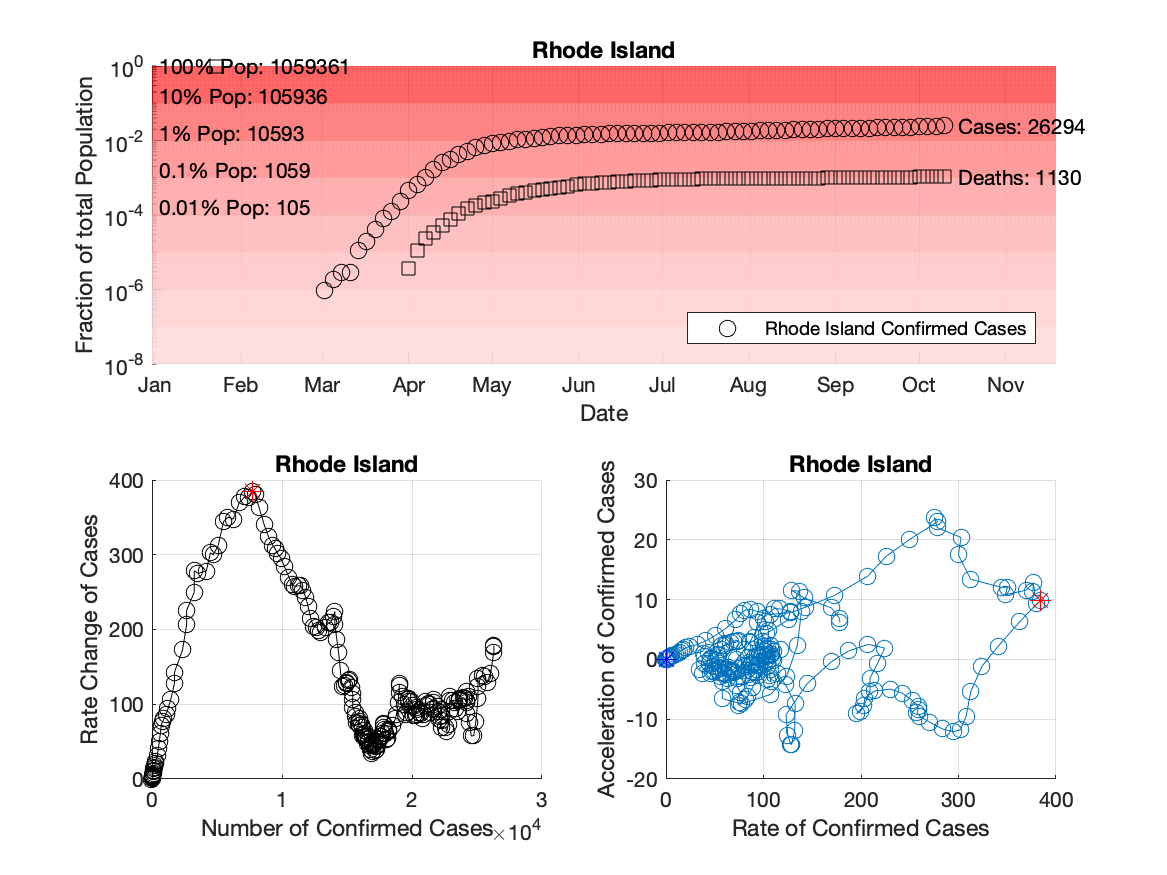 Rhode Island
10^0
10^-2
10^-4
10^-6
10^-8
Fraction of total Population
100% Pop: 1059361
10% Pop: 105936
1% Pop: 10593
0.1% Pop: 1059
0.01% Pop: 105
Cases: 26294
Deaths: 1130
Rhode Island Confirmed Cases
Jan Feb Mar Apr May Jun Jul Aug Sep Oct Nov
Date
Rhode Island
400
300
200
100
0
Rate Change of Cases
0 1 2 3
Number of Confirmed Cases
×10^4
Rhode Island
30
20
10
0
-10
-20
Acceleration of Confirmed Cases
0 100 200 300 400
Rate of Confirmed Cases